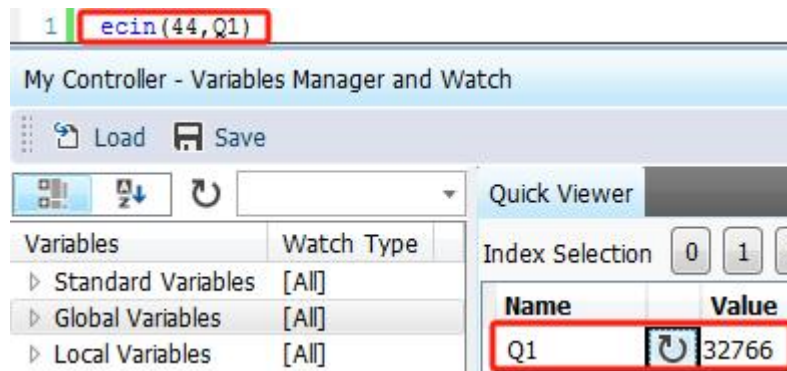 1 ecin(44,Q1)
My Controller - Variables Manager and Watch
Load Save
Quick Viewer
Variables Watch Type
Index Selection 0 1
Standard Variables [All]
Name Value
Global Variables [All]
Q1 32766
Local Variables [All]